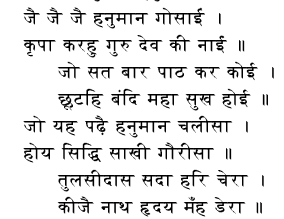 जै जै जै हनुमान गोसाई ।
कृपा करहु गुरु देव की नाई ॥
जो सत बार पाठ कर कोई ।
छूटहि बंदि महा सुख होई ॥
जो यह पढ़ै हनुमान चलीसा ।
होय सिद्धि साखी गौरीसा ॥
तुलसीदास सदा हरि चेरा ।
कीजै नाथ हृदय मँह डेरा ॥